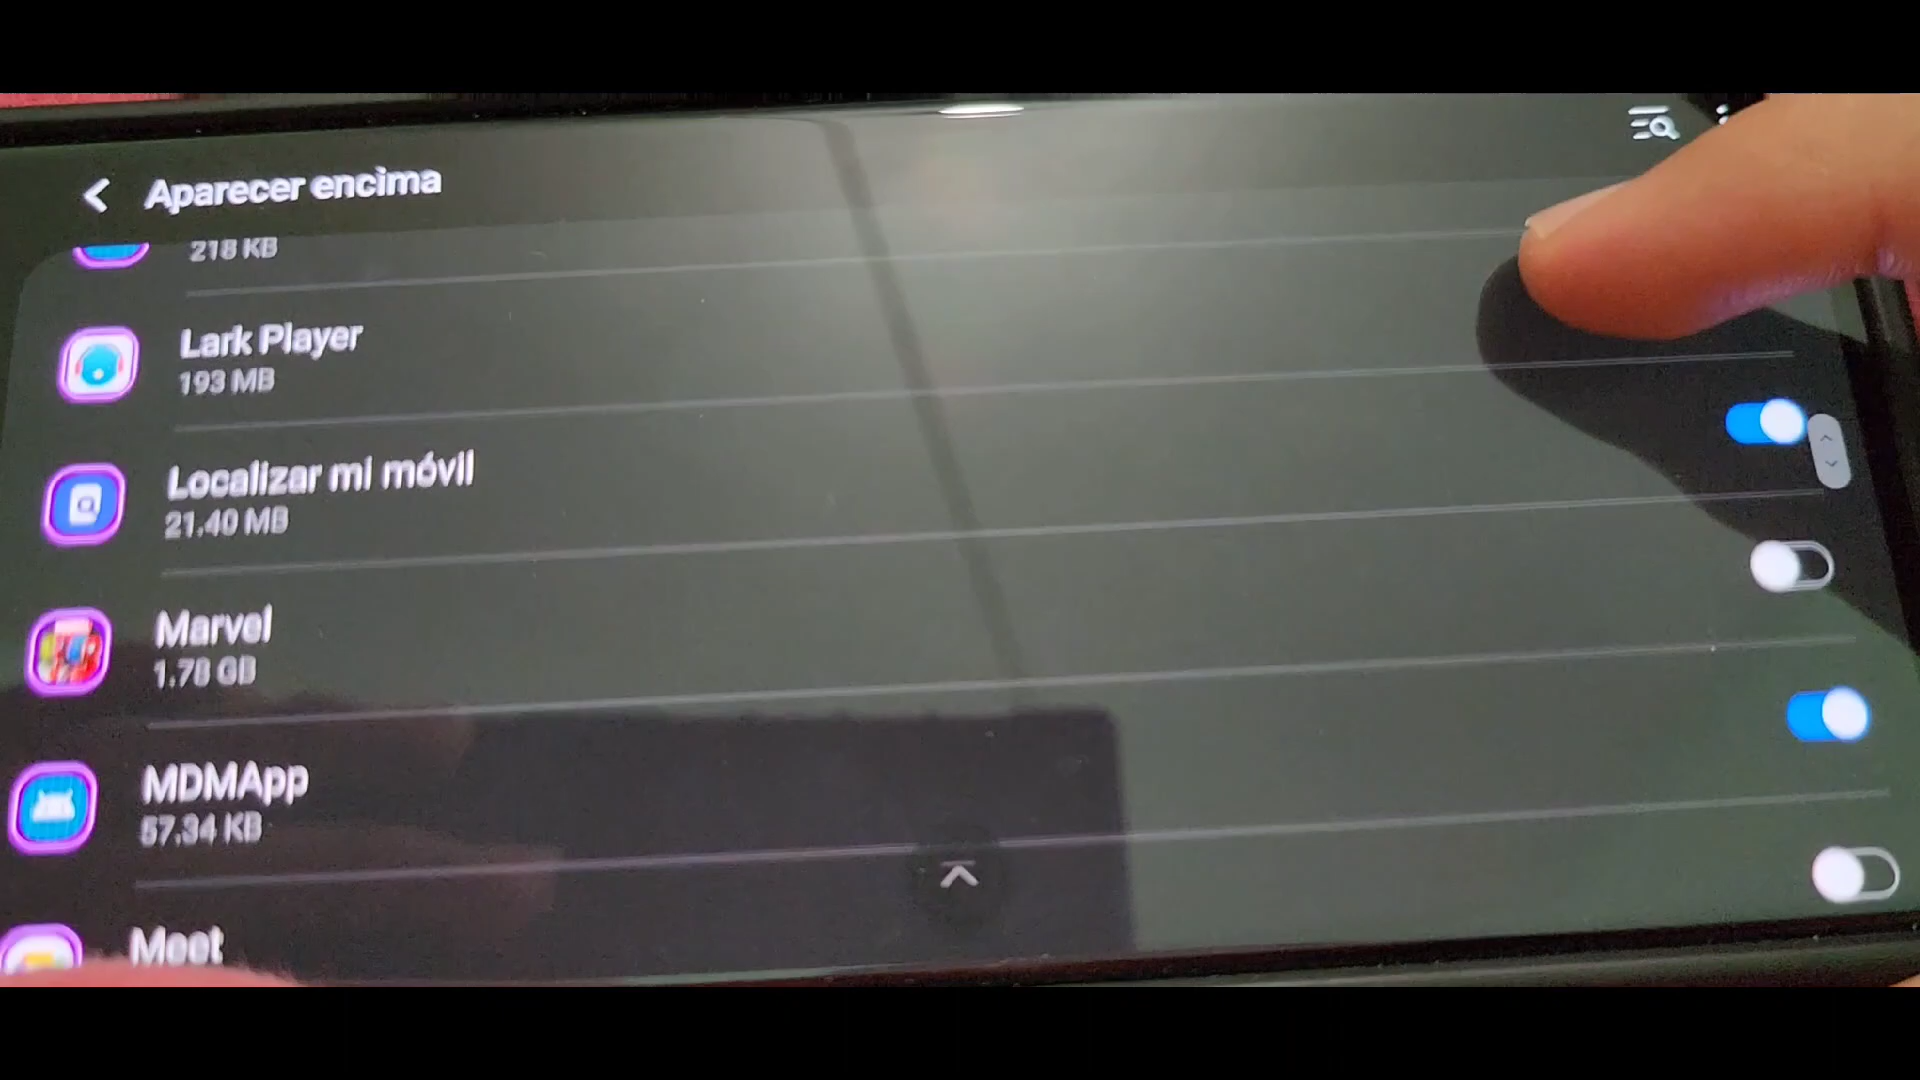 Aparecer encima
218 KB
Lark Player
193 MB
Localizar mi móvil
21.40 MB
Marvel
1.78 GB
MDMApp
57.34 KB
Meet